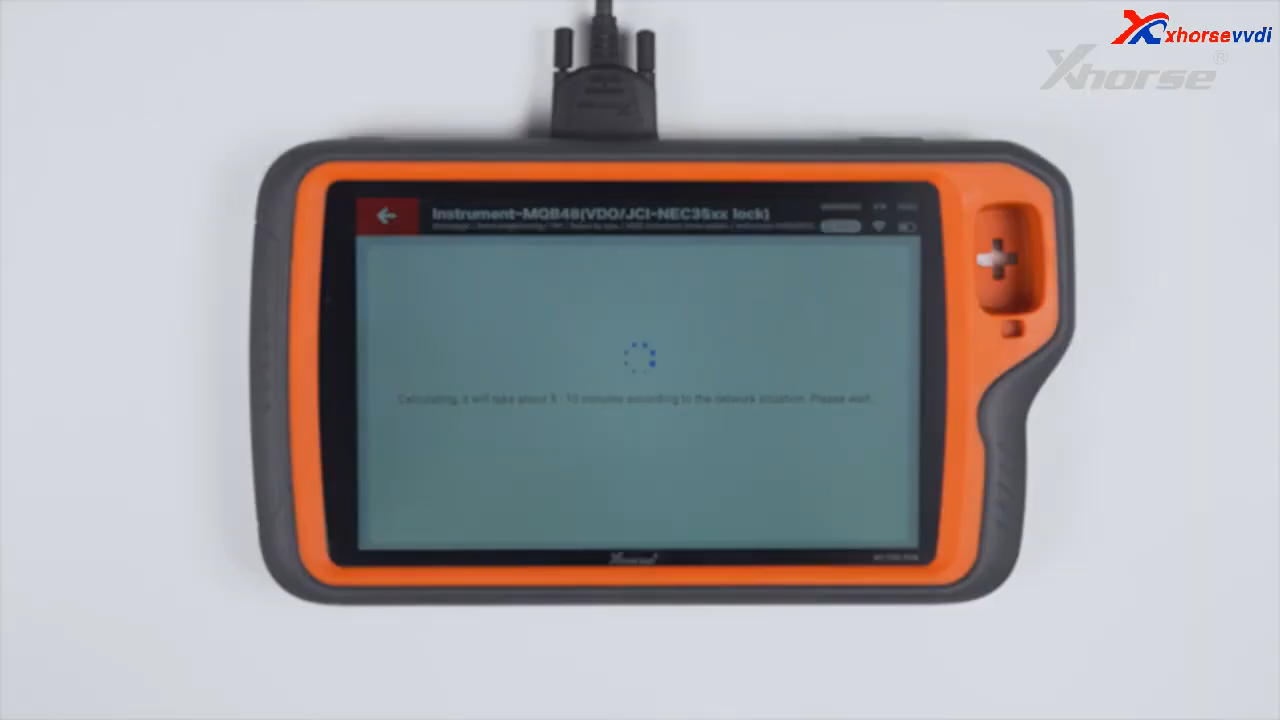 xhorsevvdi
Xhorse®
Instrument-MQB48(VDO/JCI-NEC35xx lock)
Calculating, it will take about 5 - 10 minutes according to the network situation. Please wait.
Xhorse®